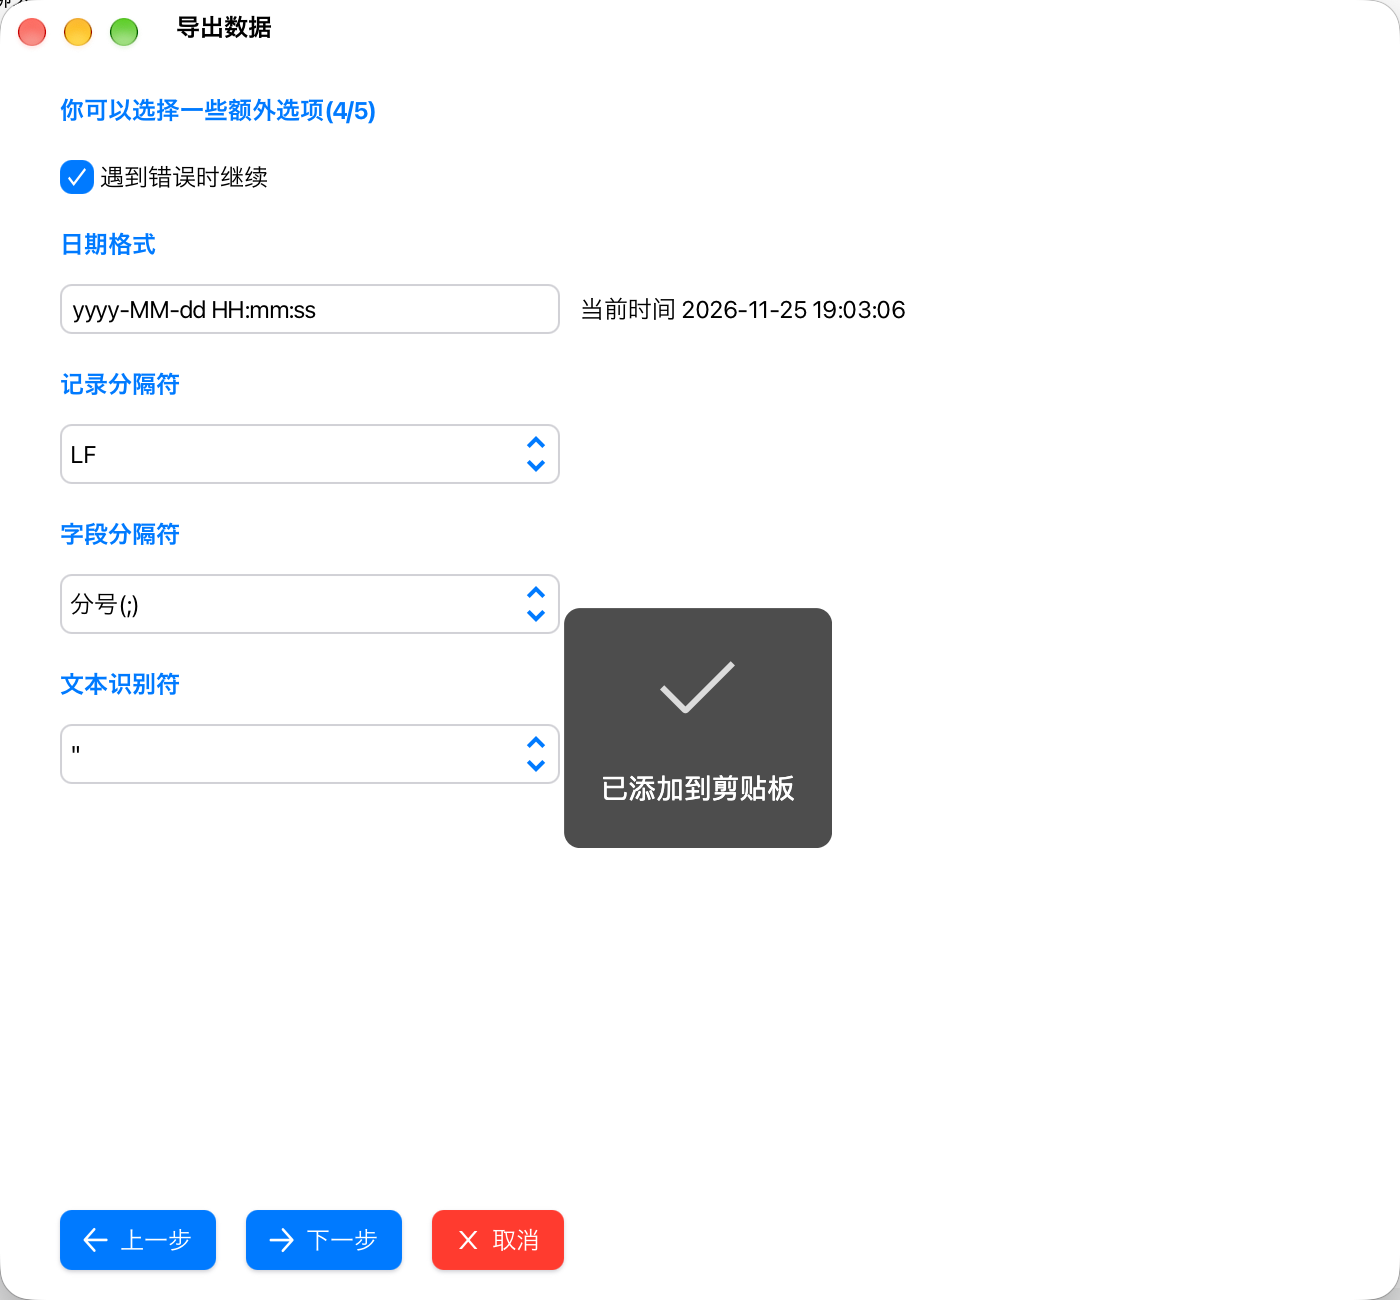 导出数据
你可以选择一些额外选项(4/5)
遇到错误时继续
日期格式
yyyy-MM-dd HH:mm:ss
当前时间 2026-11-25 19:03:06
记录分隔符
LF
字段分隔符
分号(;)
文本识别符
"
已添加到剪贴板
上一步
下一步
取消